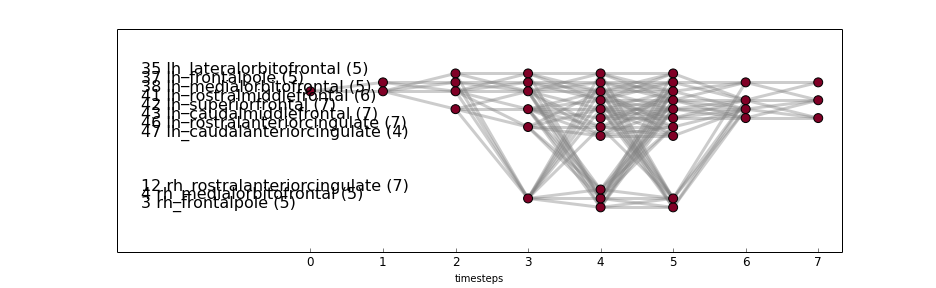 35 lh_lateralorbitofrontal (5)
37 lh_frontalpole (5)
38 lh_medialorbitofrontal (5)
41 lh_rostralmiddlefrontal (6)
42 lh_superiorfrontal (7)
43 lh_caudalmiddlefrontal (7)
46 lh_rostralanteriorcingulate (7)
47 lh_caudalanteriorcingulate (4)
12 rh_rostralanteriorcingulate (7)
4 rh_medialorbitofrontal (5)
3 rh_frontalpole (5)
0 1 2 3 4 5 6 7
timesteps